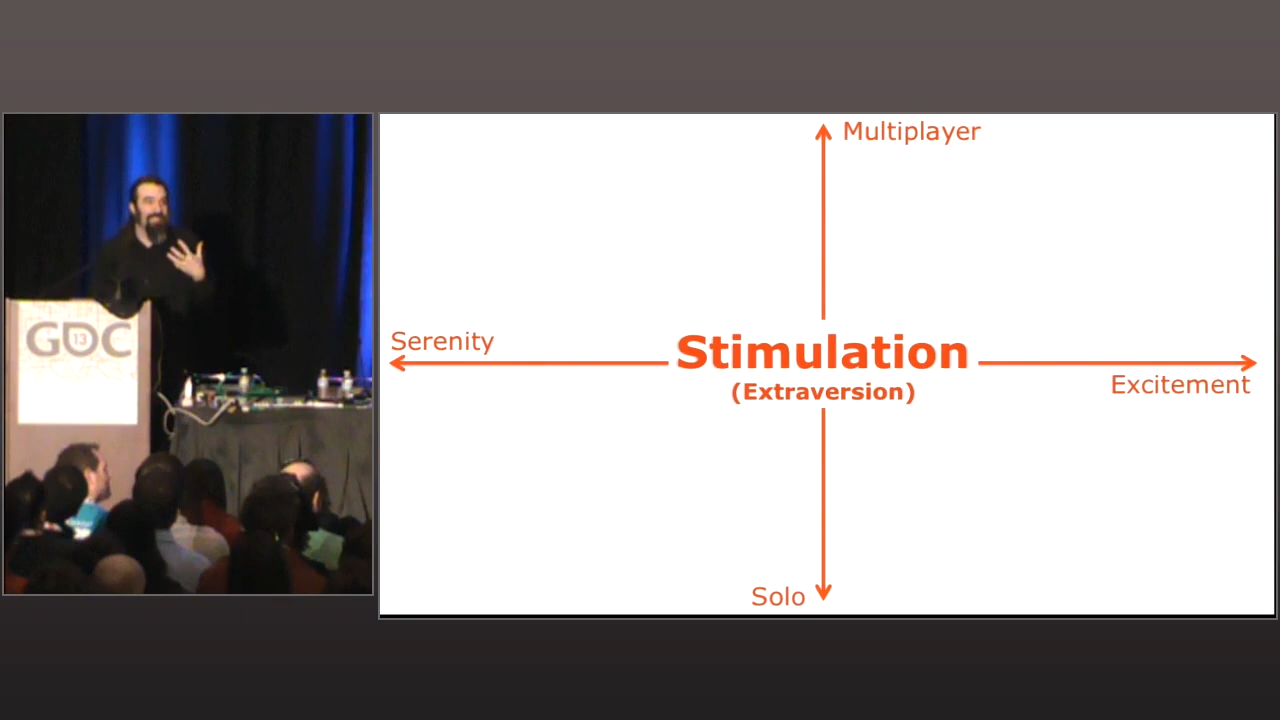 GDC
13
Multiplayer
Serenity
Stimulation
(Extraversion)
Excitement
Solo